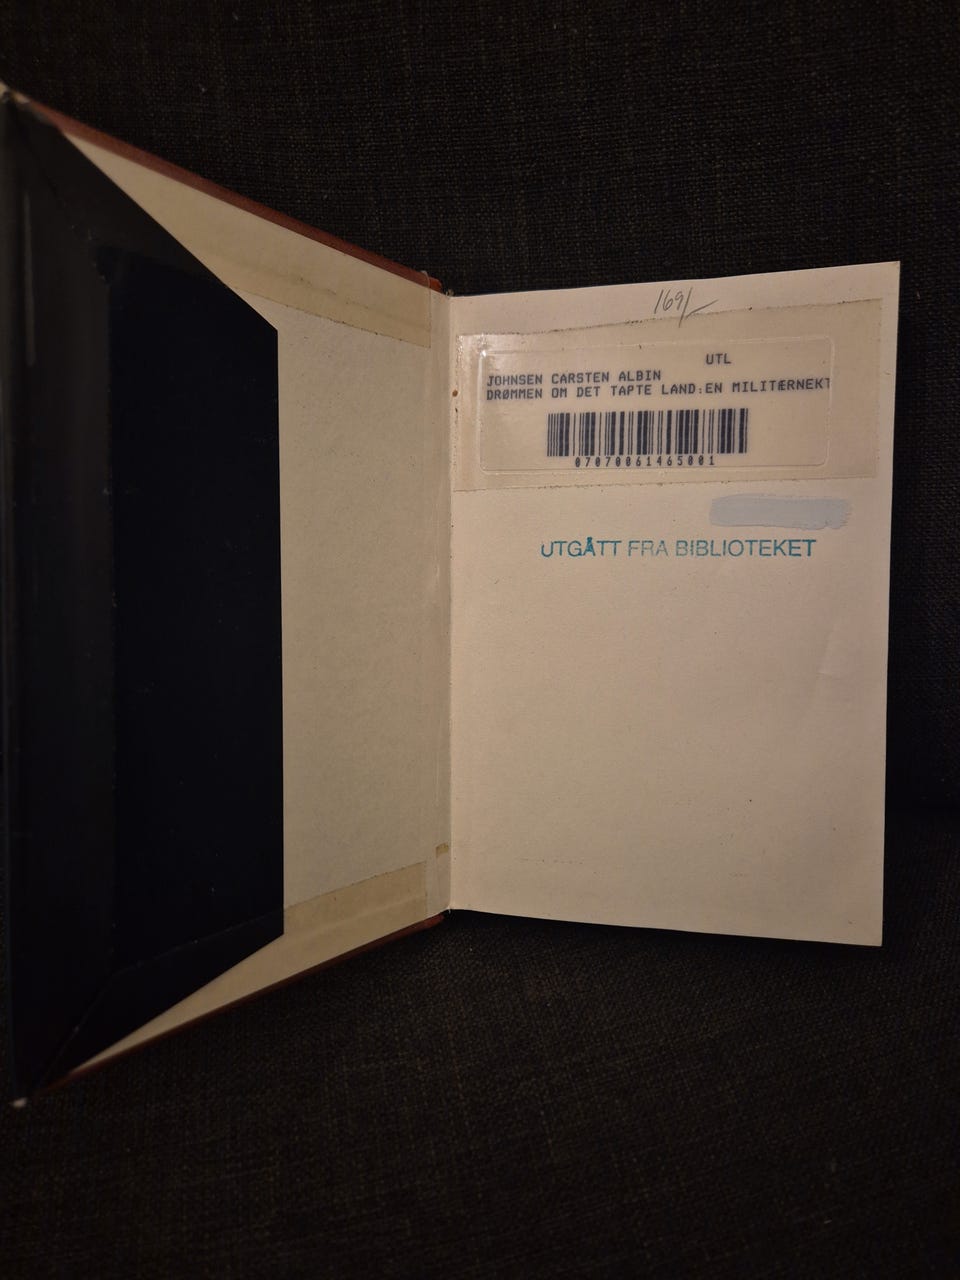 169/-
UTL
JOHNSEN CARSTEN ALBIN
DRØMMEN OM DET TAPTE LAND:EN MILITÆRNEKT
07070061465001
UTGÅTT FRA BIBLIOTEKET